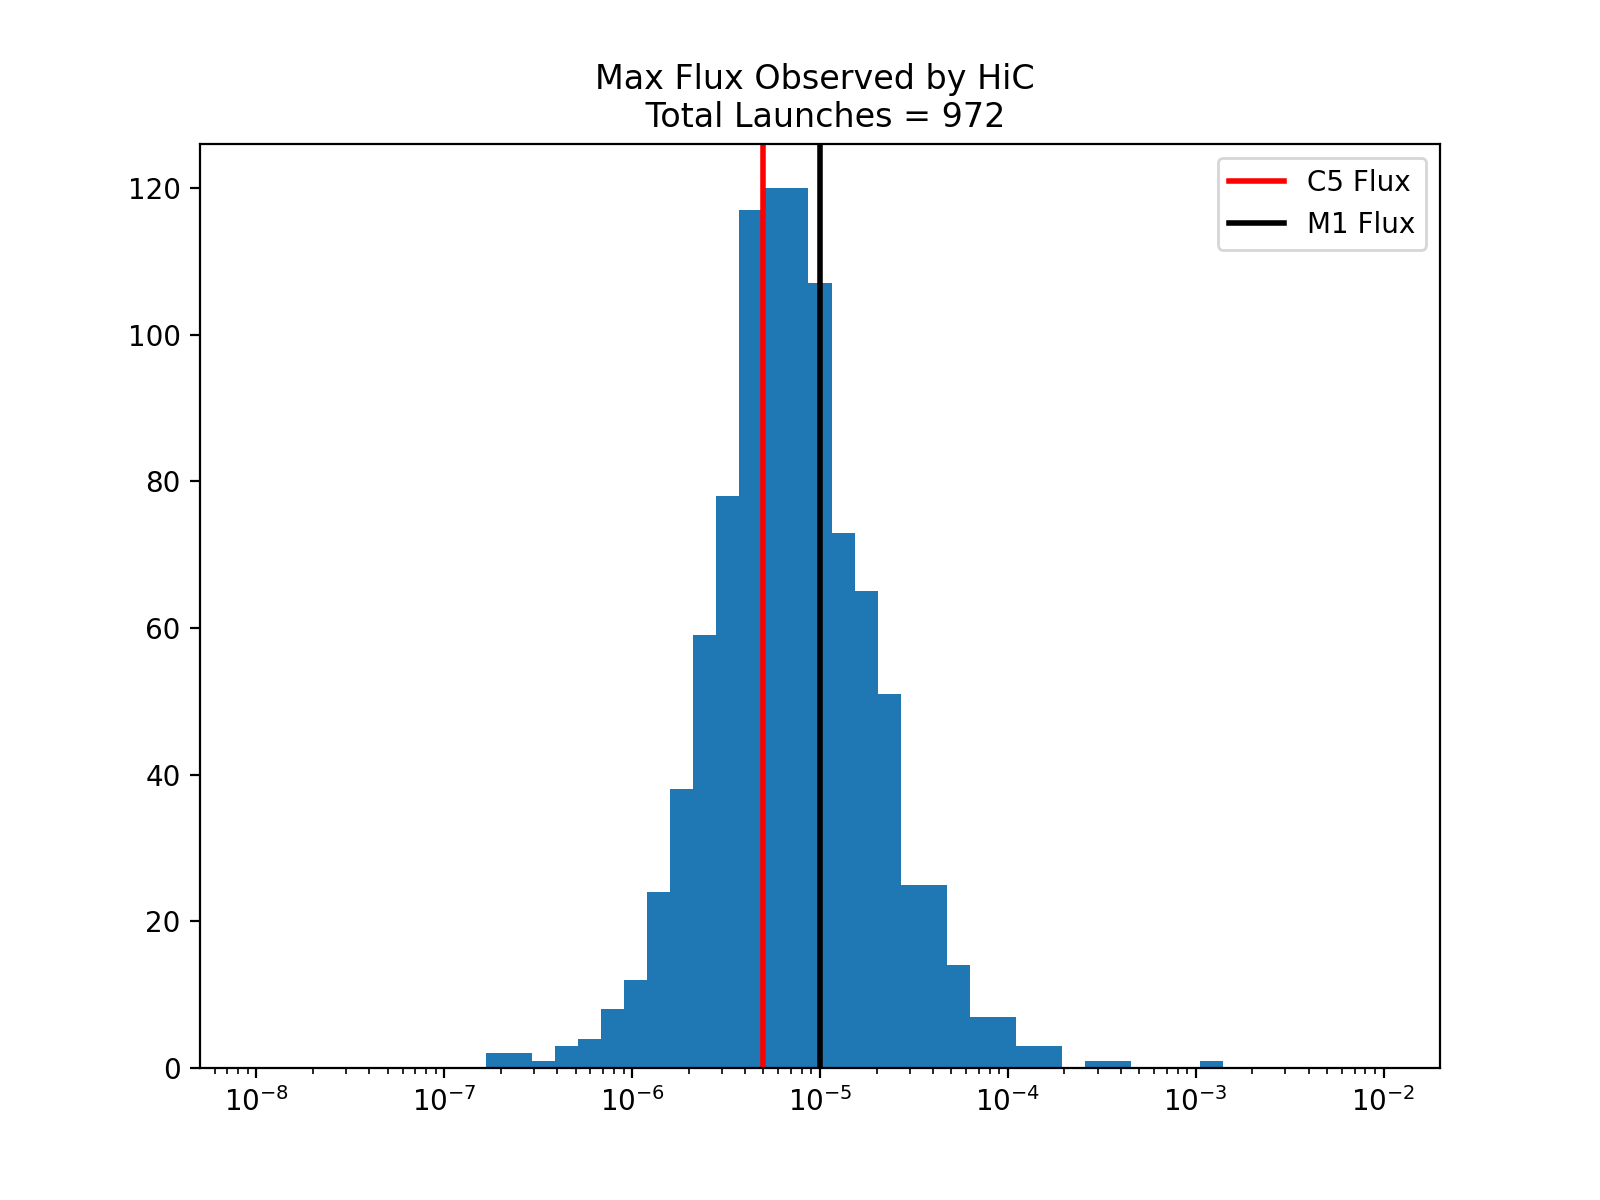 Max Flux Observed by HiC
Total Launches = 972
C5 Flux
M1 Flux
120
100
80
60
40
20
0
10⁻⁸ 10⁻⁷ 10⁻⁶ 10⁻⁵ 10⁻⁴ 10⁻³ 10⁻²